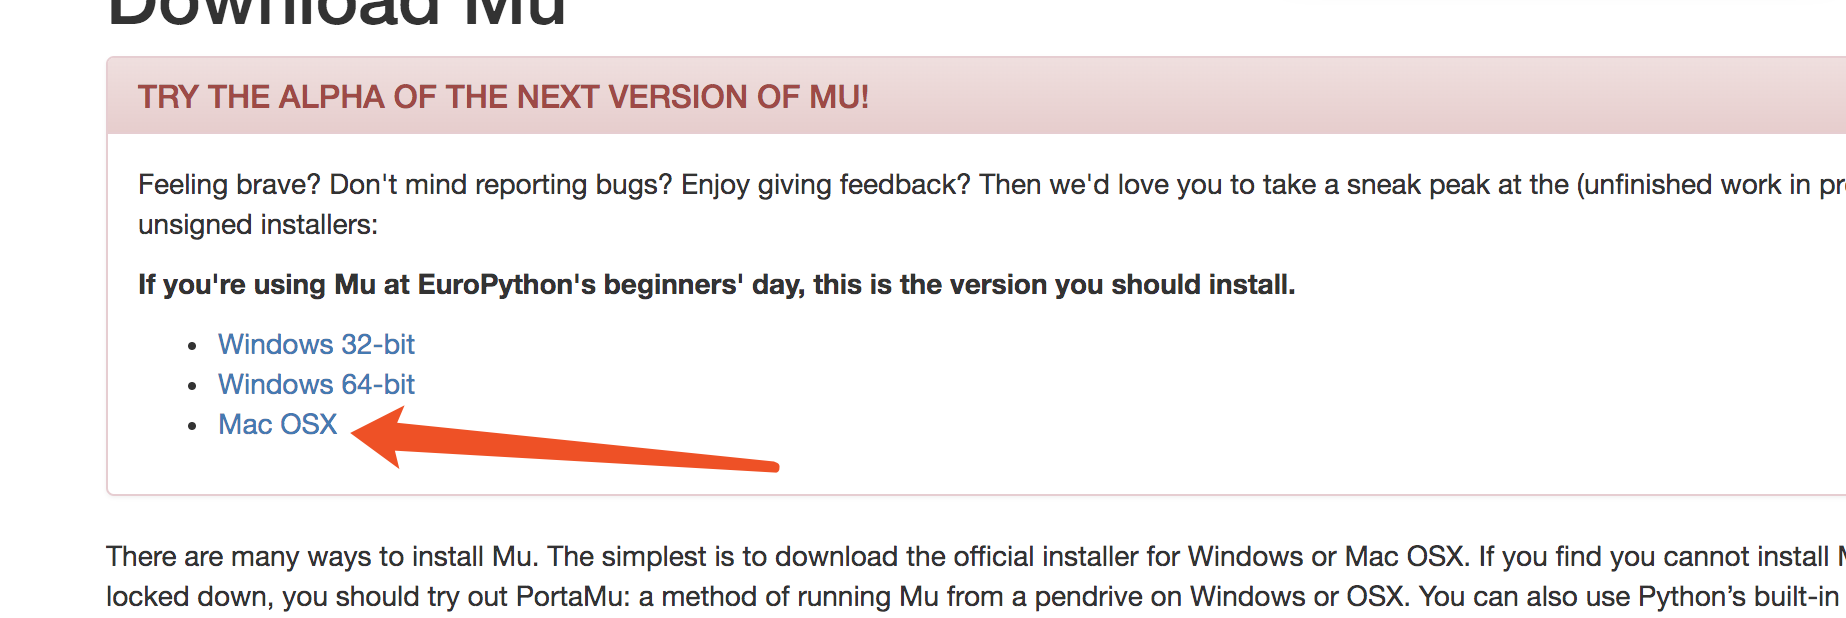 Download Mu
TRY THE ALPHA OF THE NEXT VERSION OF MU!
Feeling brave? Don't mind reporting bugs? Enjoy giving feedback? Then we'd love you to take a sneak peak at the (unfinished work in
unsigned installers:
If you're using Mu at EuroPython's beginners' day, this is the version you should install.
Windows 32-bit
Windows 64-bit
Mac OSX
There are many ways to install Mu. The simplest is to download the official installer for Windows or Mac OSX. If you find you cannot install
locked down, you should try out PortaMu: a method of running Mu from a pendrive on Windows or OSX. You can also use Python’s built-in